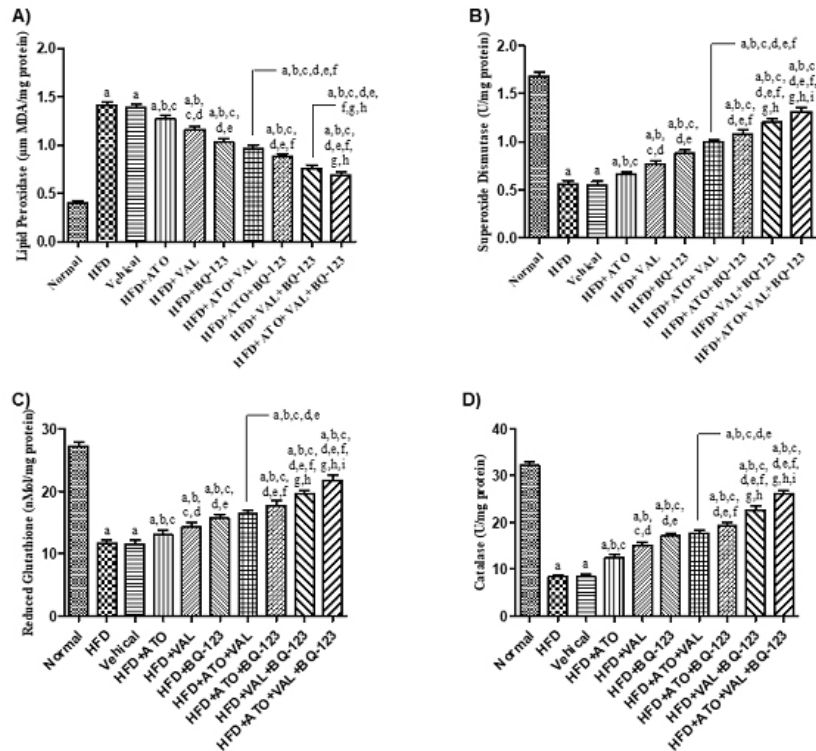 A)
Lipid Peroxidase (µm MDA/mg protein)
2.0
1.5
1.0
0.5
0.0
a
a
a,b,c
a,b,
c,d
a,b,c,
d,e
a,b,c,d,e,f
a,b,c,
d,e,f
a,b,c,d,e,
f,g,h
a,b,c,
d,e,f,
g,h
Normal
HFD
Vehical
HFD+ATO
HFD+VAL
HFD+BQ-123
HFD+ATO+VAL
HFD+ATO+BQ-123
HFD+VAL+BQ-123
HFD+ATO+VAL+BQ-123
B)
Superoxide Dismutase (U/mg protein)
2.0
1.5
1.0
0.5
0.0
a
a
a,b,c
a,b,
c,d
a,b,c,
d,e
a,b,c,d,e,f
a,b,c,
d,e,f
a,b,c,
d,e,f,
g,h
a,b,c,
d,e,f,
g,h,i
Normal
HFD
Vehical
HFD+ATO
HFD+VAL
HFD+BQ-123
HFD+ATO+VAL
HFD+ATO+BQ-123
HFD+VAL+BQ-123
HFD+ATO+VAL+BQ-123
C)
Reduced Glutathione (nMol/mg protein)
30
20
10
0
a
a
a,b,c
a,b,
c,d
a,b,c,
d,e
a,b,c,d,e
a,b,c,
d,e,f
a,b,c,
d,e,f,
g,h
a,b,c,
d,e,f,
g,h,i
Normal
HFD
Vehical
HFD+ATO
HFD+VAL
HFD+BQ-123
HFD+ATO+VAL
HFD+ATO+BQ-123
HFD+VAL+BQ-123
HFD+ATO+VAL+BQ-123
D)
Catalase (U/mg protein)
40
30
20
10
0
a
a
a,b,c
a,b,
c,d
a,b,c,
d,e
a,b,c,d,e
a,b,c,
d,e,f
a,b,c,
d,e,f,
g,h
a,b,c,
d,e,f,
g,h,i
Normal
HFD
Vehical
HFD+ATO
HFD+VAL
HFD+BQ-123
HFD+ATO+VAL
HFD+ATO+BQ-123
HFD+VAL+BQ-123
HFD+ATO+VAL+BQ-123